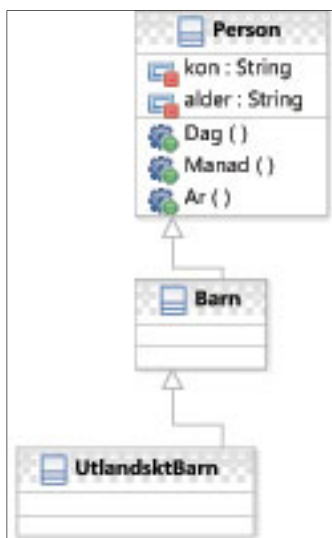 Person
kon : String
alder : String
Dag ( )
Manad ( )
Ar ( )
Barn
UtlandsktBarn